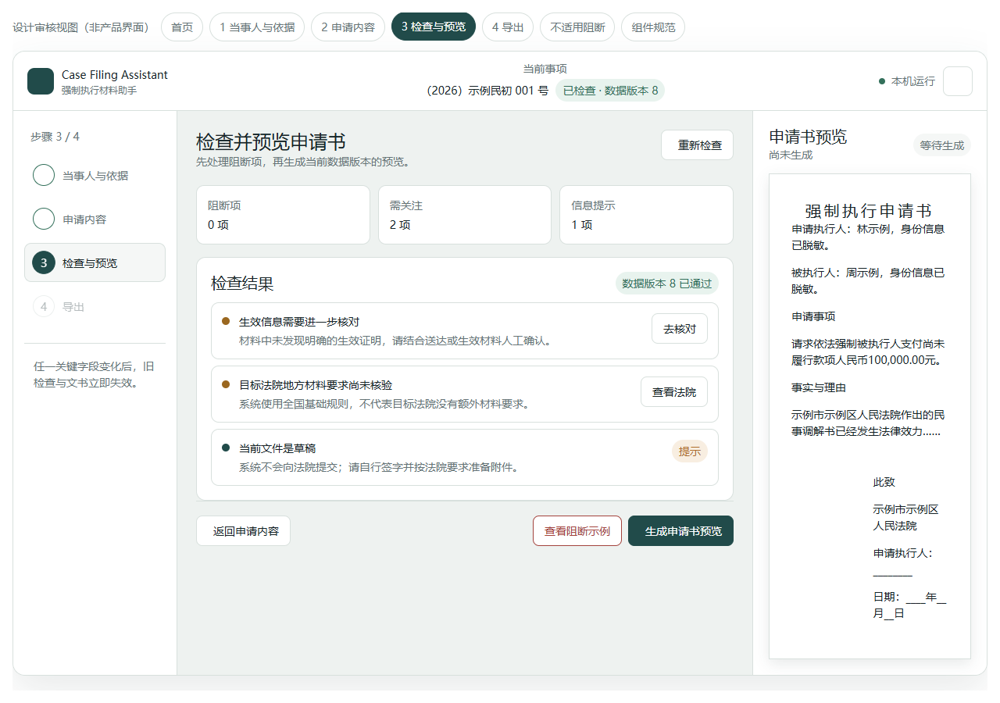 设计审核视图（非产品界面）
首页
1 当事人与依据
2 申请内容
3 检查与预览
4 导出
不适用阻断
组件规范
Case Filing Assistant
强制执行材料助手
当前事项
（2026）示例民初 001 号
已检查 · 数据版本 8
本机运行
步骤 3 / 4
当事人与依据
申请内容
3
检查与预览
4
导出
任一关键字段变化后，旧
检查与文书立即失效。
检查并预览申请书
先处理阻断项，再生成当前数据版本的预览。
重新检查
阻断项
0 项
需关注
2 项
信息提示
1 项
检查结果
数据版本 8 已通过
生效信息需要进一步核对
材料中未发现明确的生效证明，请结合送达或生效材料人工确认。
去核对
目标法院地方材料要求尚未核验
系统使用全国基础规则，不代表目标法院没有额外材料要求。
查看法院
当前文件是草稿
系统不会向法院提交；请自行签字并按法院要求准备附件。
提示
返回申请内容
查看阻断示例
生成申请书预览
申请书预览
尚未生成
等待生成
强制执行申请书
申请执行人：林示例，身份信息
已脱敏。
被执行人：周示例，身份信息已
脱敏。
申请事项
请求依法强制被执行人支付尚未
履行款项人民币100,000.00元。
事实与理由
示例市示例区人民法院作出的民
事调解书已经发生法律效力……
此致
示例市示例区
人民法院
申请执行人：
________
日期：____年__
月__日